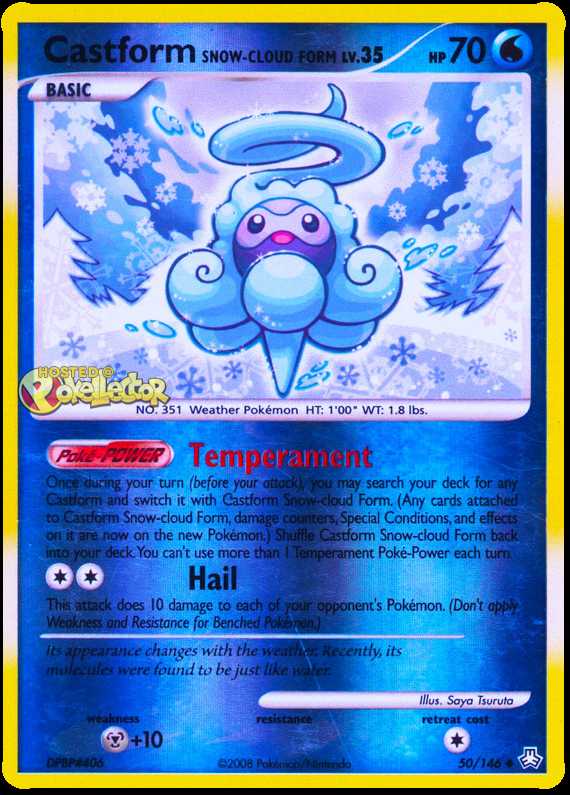 Castform SNOW-CLOUD FORM LV.35 HP 70
BASIC
HOSTED@
Pokellector
NO. 351 Weather Pokémon HT: 1'00" WT: 1.8 lbs.
Poké-POWER Temperament
Once during your turn (before your attack), you may search your deck for any
Castform and switch it with Castform Snow-cloud Form. (Any cards attached
to Castform Snow-cloud Form, damage counters, Special Conditions, and effects
on it are now on the new Pokémon.) Shuffle Castform Snow-cloud Form back
into your deck. You can't use more than 1 Temperament Poké-Power each turn.
Hail
This attack does 10 damage to each of your opponent's Pokémon. (Don't apply
Weakness and Resistance for Benched Pokémon.)
Its appearance changes with the weather. Recently, its
molecules were found to be just like water.
Illus. Saya Tsuruta
weakness resistance retreat cost
+10
DPBP#406 ©2008 Pokémon/Nintendo 50/146